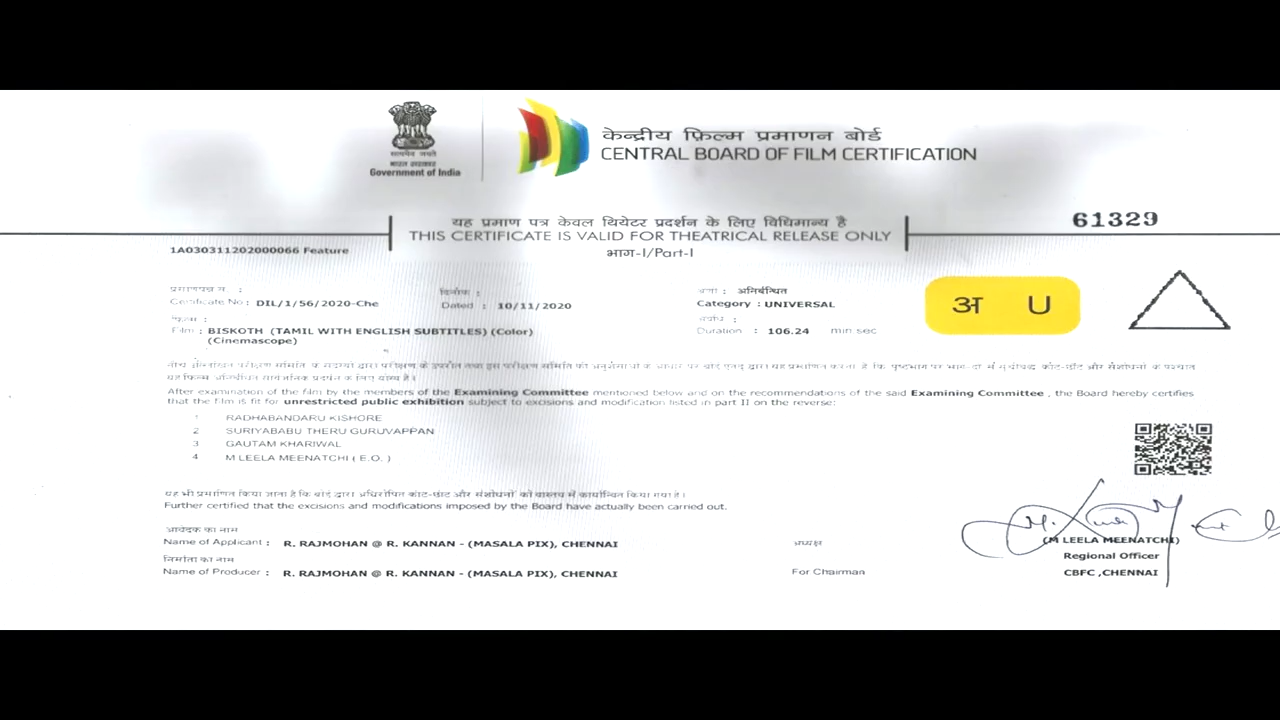 केन्द्रीय फ़िल्म प्रमाणन बोर्ड
CENTRAL BOARD OF FILM CERTIFICATION
सत्यमेव जयते
भारत सरकार
Government of India
61329
यह प्रमाण पत्र केवल थियेटर प्रदर्शन के लिए विधिमान्य है
THIS CERTIFICATE IS VALID FOR THEATRICAL RELEASE ONLY
भाग-I/Part-I
1A030311202000066 Feature
दिनांक :
अनिर्बन्धित
Certificate No : DIL/1/56/2020-Che
Dated : 10/11/2020
Category : UNIVERSAL
अ U
Film : BISKOTH (TAMIL WITH ENGLISH SUBTITLES) (Color)
(Cinemascope)
Duration : 106.24 min sec
After examination of the film by the members of the Examining Committee mentioned below and on the recommendations of the said Examining Committee , the Board hereby certifies
that the film is fit for unrestricted public exhibition subject to excisions and modification listed in part II on the reverse:
1 RADHABANDARU KISHORE
2 SURIYABABU THERU GURUVAPPAN
3 GAUTAM KHARIWAL
4 M LEELA MEENATCHI ( E.O. )
यह भी प्रमाणित किया जाता है कि बोर्ड द्वारा अधिरोपित काट-छाँट और संशोधनों को वास्तव में कार्यान्वित किया गया है।
Further certified that the excisions and modifications imposed by the Board have actually been carried out.
आवेदक का नाम
Name of Applicant : R. RAJMOHAN @ R. KANNAN - (MASALA PIX), CHENNAI
अध्यक्ष
निर्माता का नाम
Name of Producer : R. RAJMOHAN @ R. KANNAN - (MASALA PIX), CHENNAI
For Chairman
(M LEELA MEENATCHI)
Regional Officer
CBFC ,CHENNAI